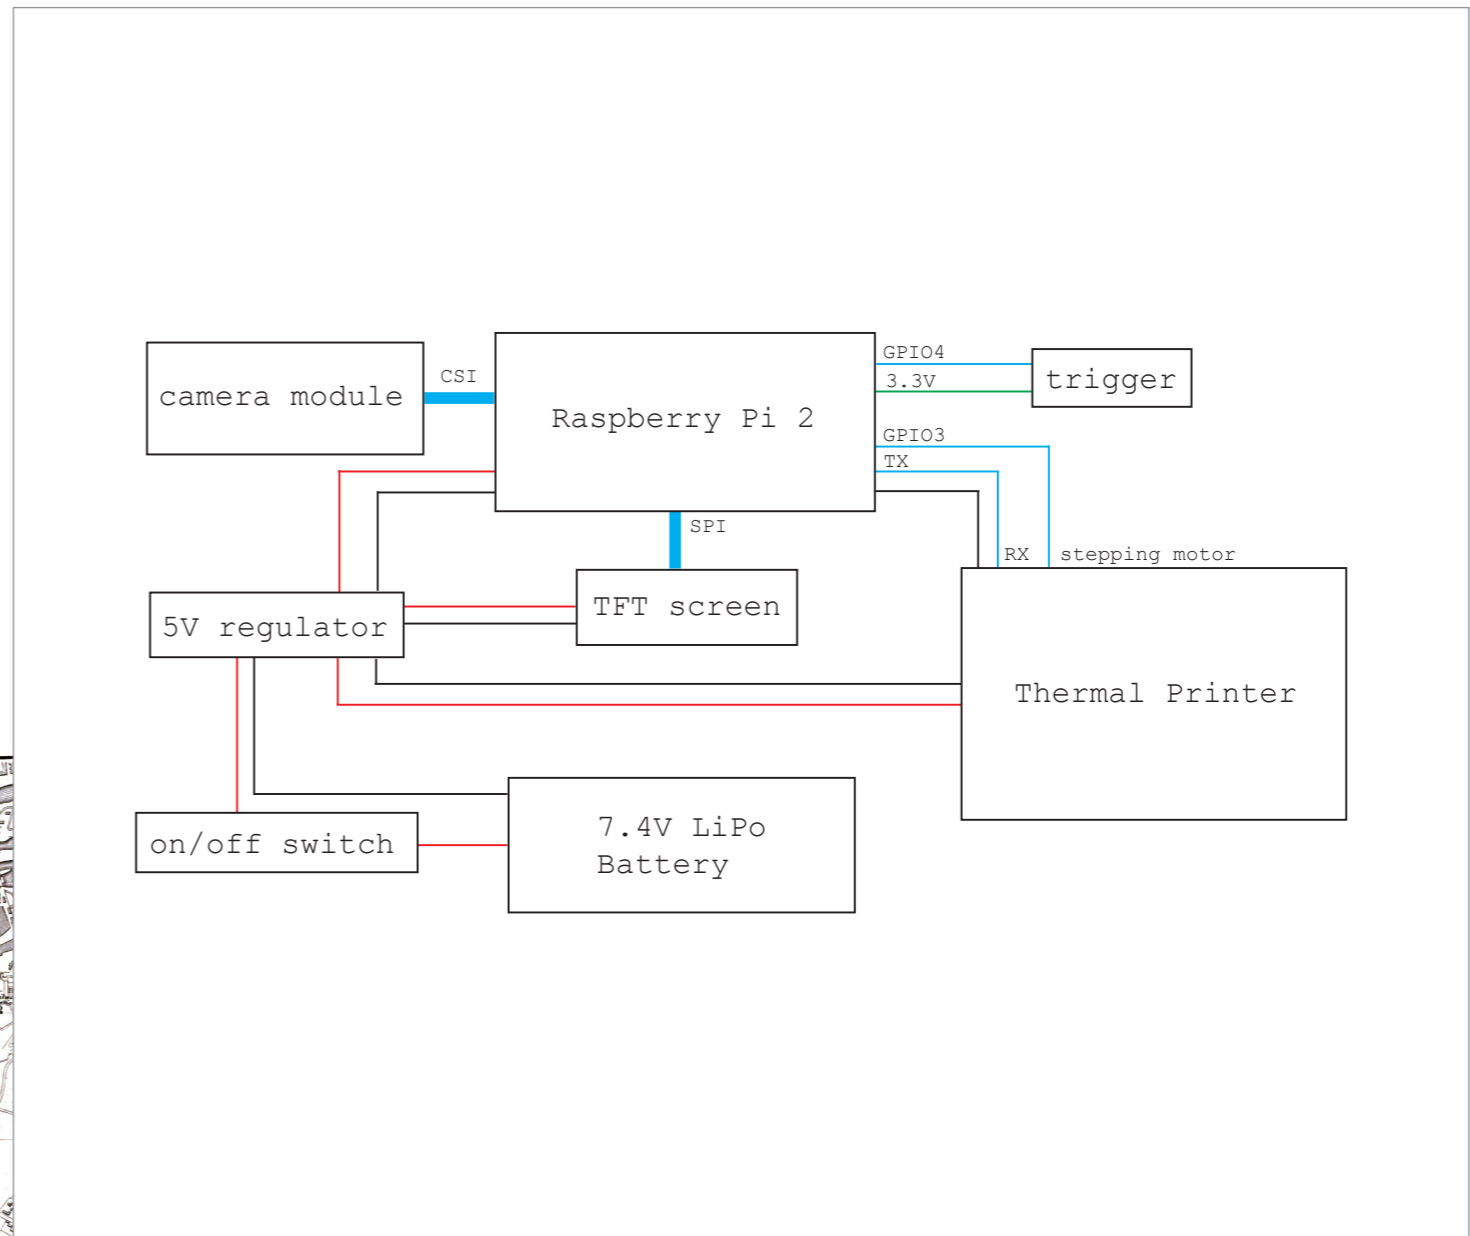 camera module
CSI
Raspberry Pi 2
GPIO4
3.3V
trigger
GPIO3
TX
SPI
RX
stepping motor
5V regulator
TFT screen
Thermal Printer
on/off switch
7.4V LiPo
Battery